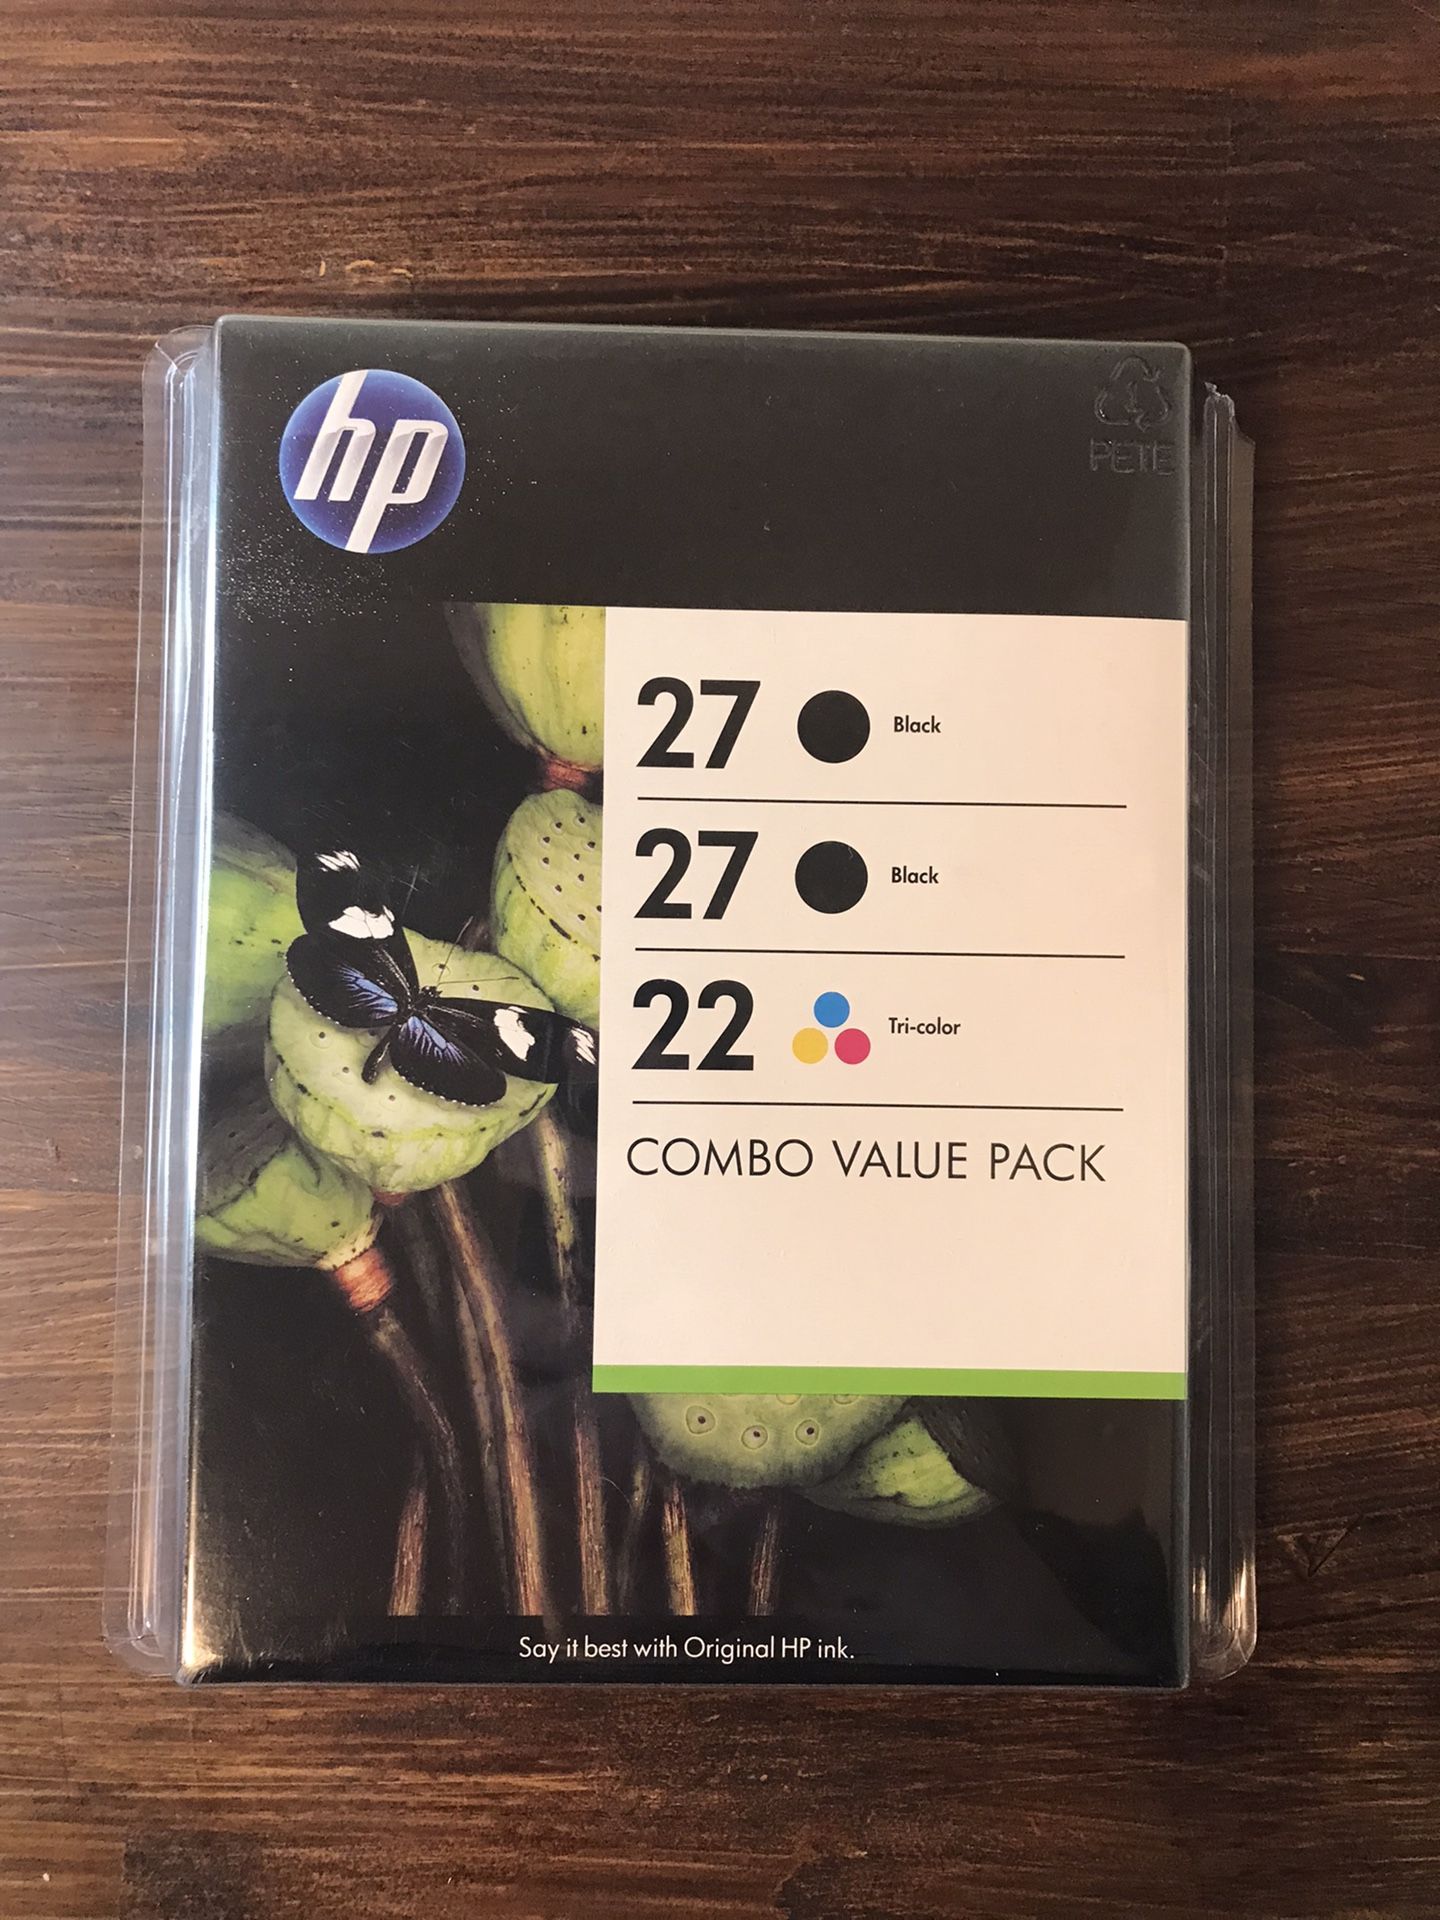 hp
PETE
27 Black
27 Black
22 Tri-color
COMBO VALUE PACK
Say it best with Original HP ink.